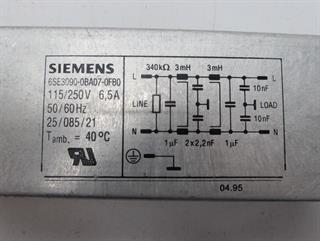 SIEMENS
6SE3090-0BA07-0FB0
115/250V 6,5A
50/60Hz
25/085/21
Tamb. = 40°C
340kΩ 3mH 3mH
L L
10nF
LINE LOAD
10nF
N N
1µF 2x2,2nF 1µF
04.95